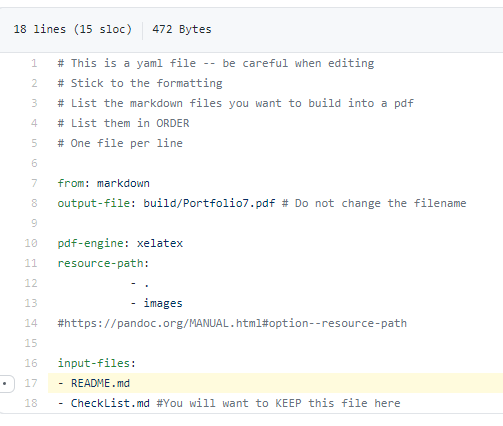 18 lines (15 sloc) 472 Bytes
1 # This is a yaml file -- be careful when editing
2 # Stick to the formatting
3 # List the markdown files you want to build into a pdf
4 # List them in ORDER
5 # One file per line
6
7 from: markdown
8 output-file: build/Portfolio7.pdf # Do not change the filename
9
10 pdf-engine: xelatex
11 resource-path:
12 - .
13 - images
14 #https://pandoc.org/MANUAL.html#option--resource-path
15
16 input-files:
17 - README.md
18 - CheckList.md #You will want to KEEP this file here